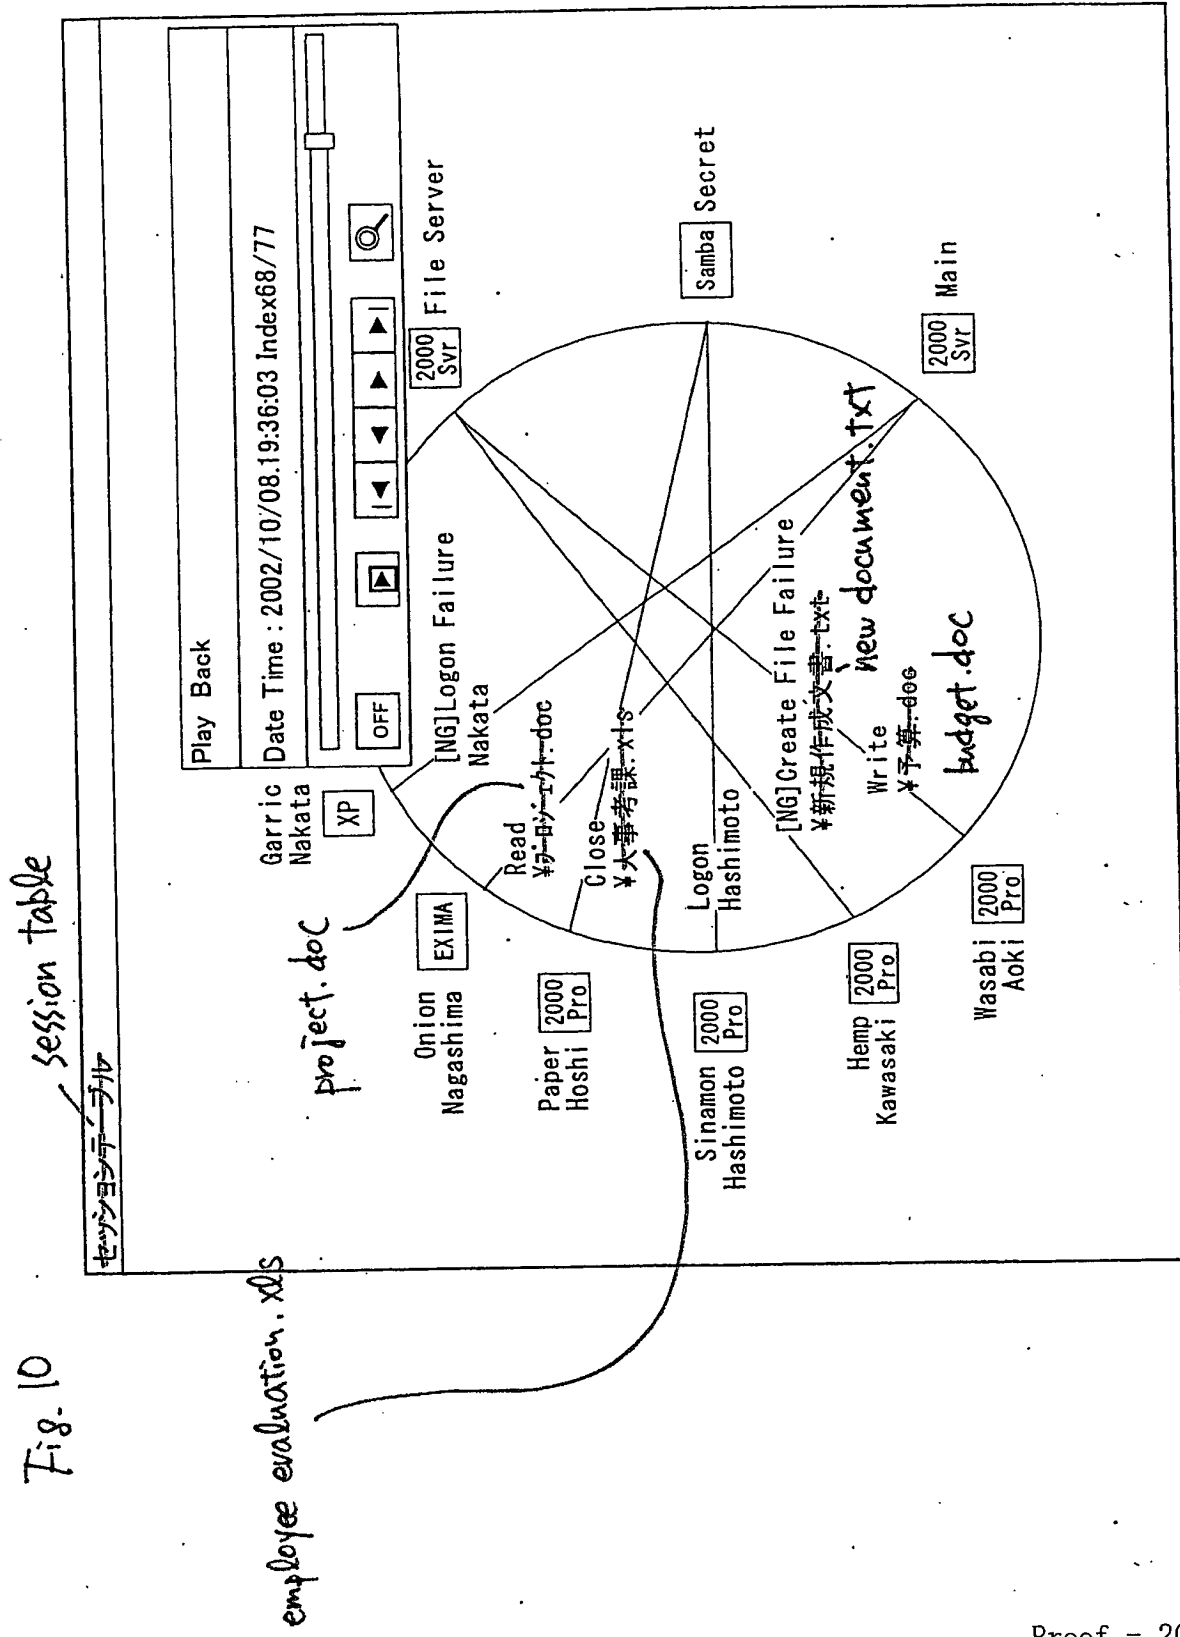 Fig. 10
session table
セッションテーブル
Play Back
Date Time : 2002/10/08.19:36:03 Index68/77
OFF
Garric
Nakata
XP
[NG]Logon Failure
Nakata
2000
Svr
File Server
project.doc
Onion
Nagashima
EXIMA
Read
¥プロジェクト.doc
employee evaluation.xls
Paper
Hoshi
2000
Pro
Close
¥人事考課.xls
Samba
Secret
Sinamon
Hashimoto
2000
Pro
Logon
Hashimoto
[NG]Create File Failure
¥新規作成文書.txt
new document.txt
Hemp
Kawasaki
2000
Pro
Write
¥予算.doc
budget.doc
2000
Svr
Main
Wasabi
Aoki
2000
Pro